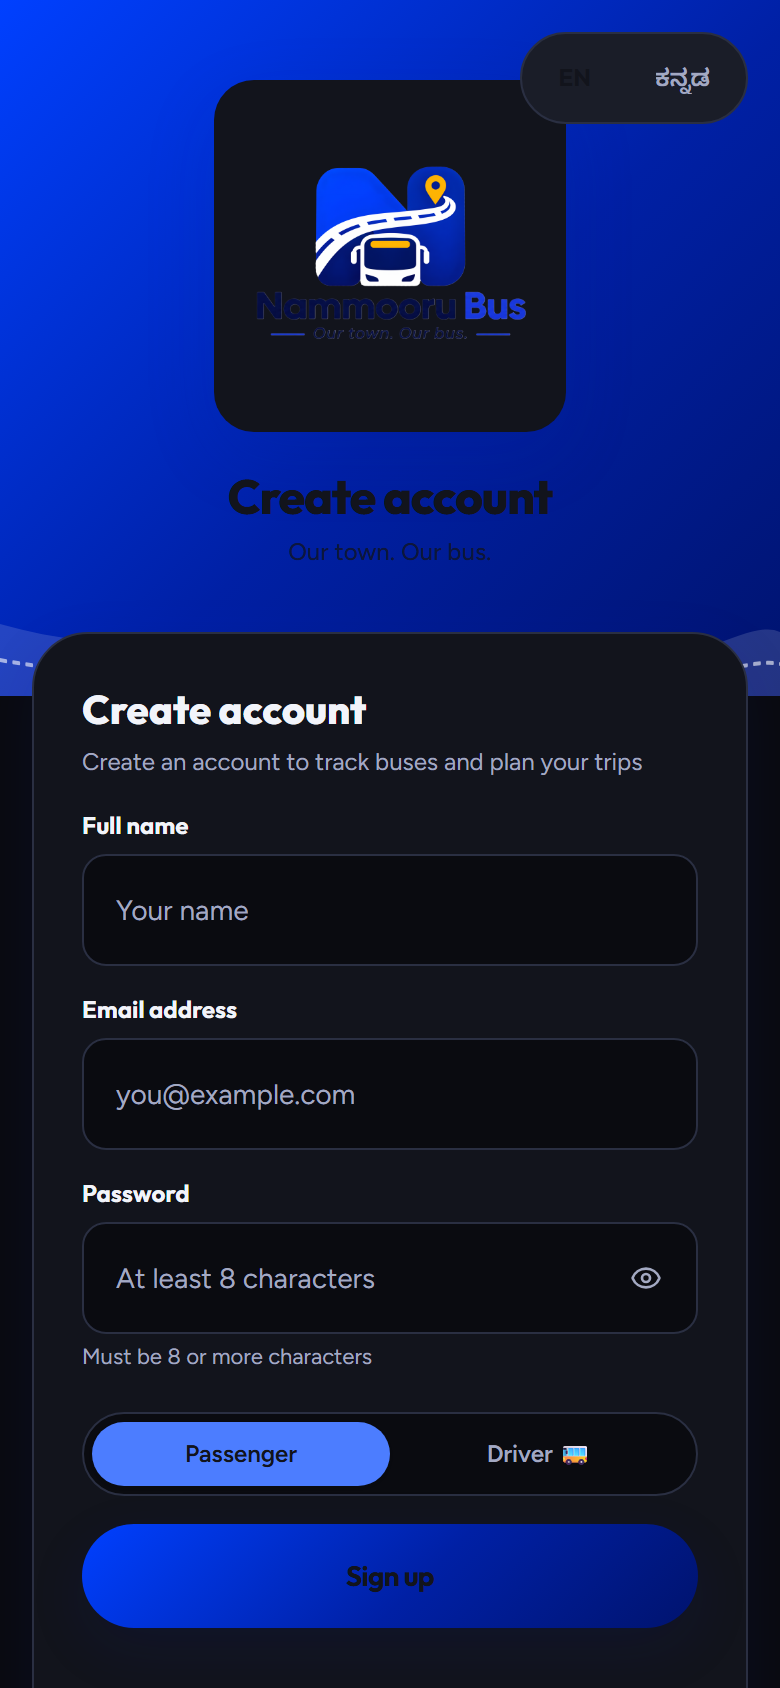 EN ಕನ್ನಡ
Nammooru Bus
Our town. Our bus.
Create account
Our town. Our bus.
Create account
Create an account to track buses and plan your trips
Full name
Your name
Email address
you@example.com
Password
At least 8 characters
Must be 8 or more characters
Passenger Driver 🚌
Sign up